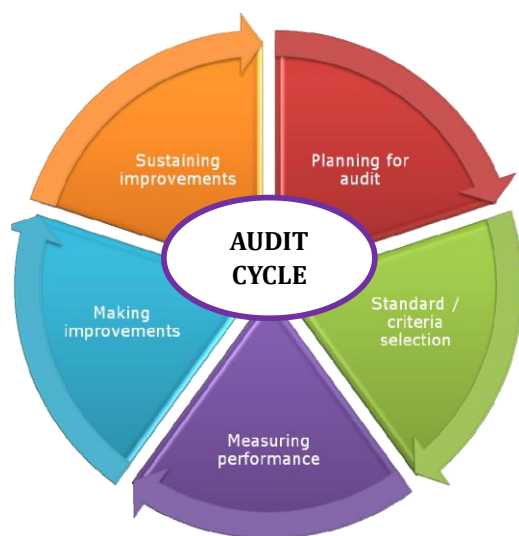 Sustaining
improvements
Planning for
audit
AUDIT
CYCLE
Making
improvements
Standard /
criteria
selection
Measuring
performance